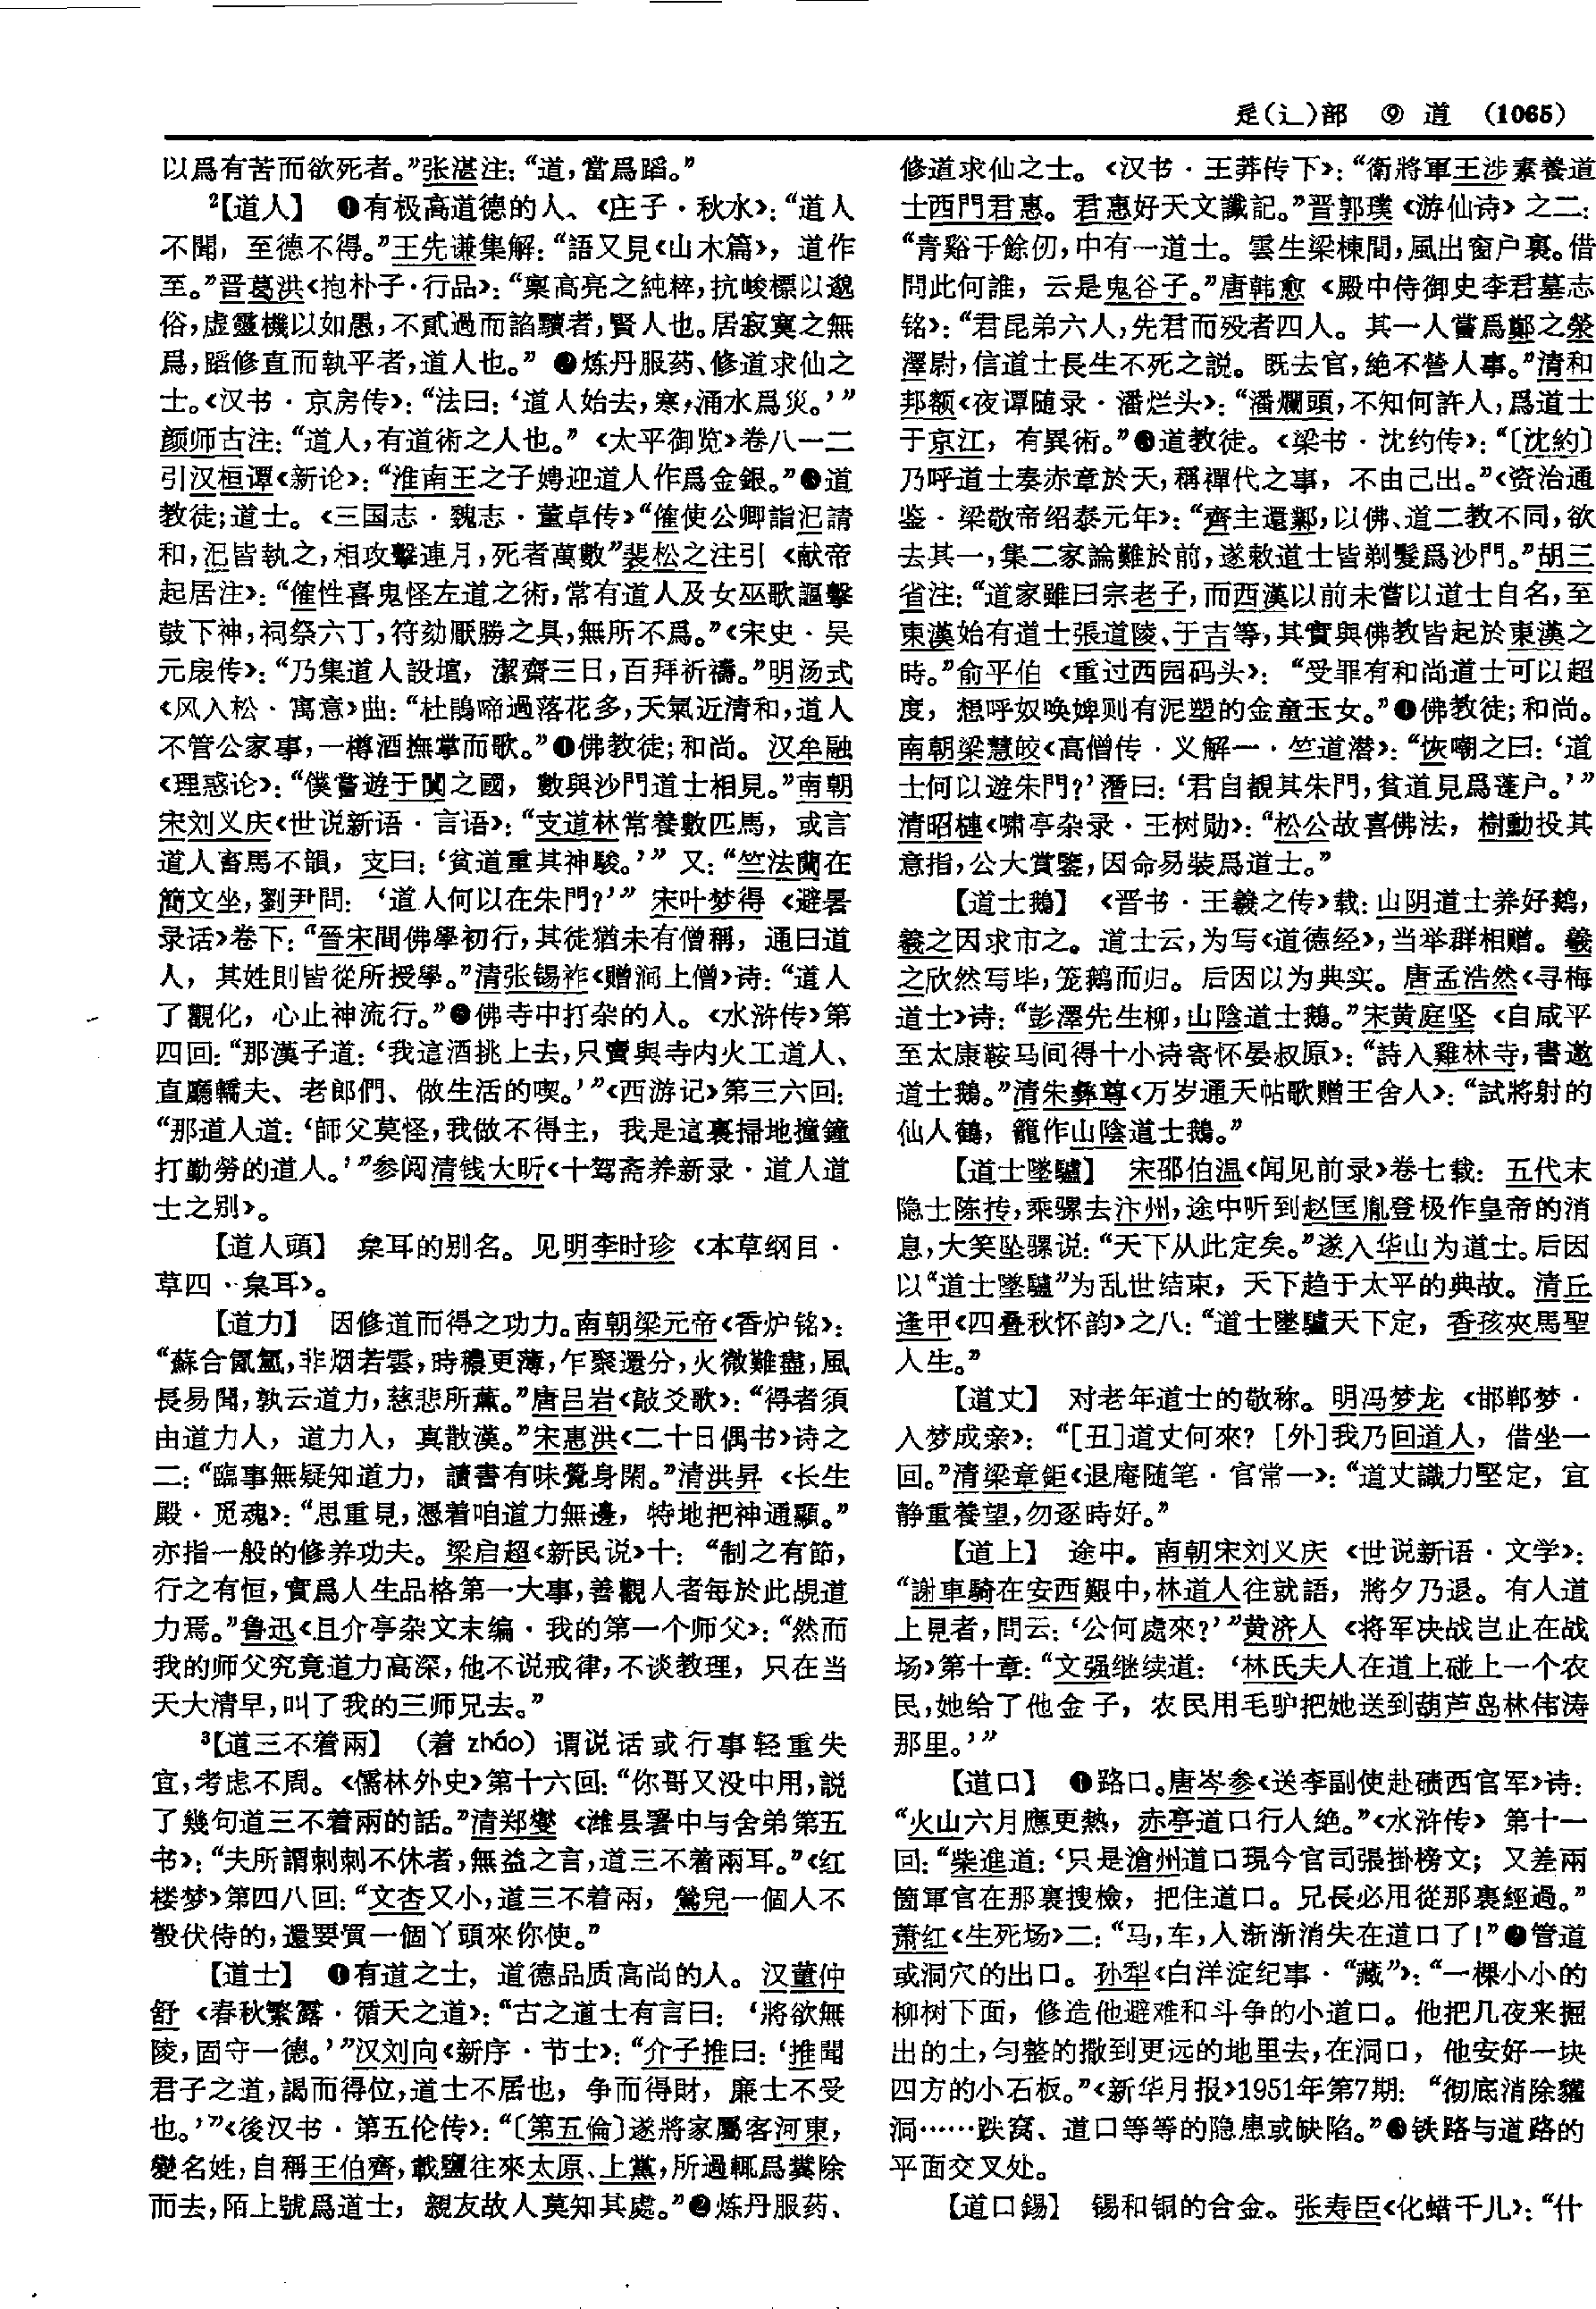 辵(辶)部 ⑨ 道 (1065)
以爲有苦而欲死者。”张湛注:“道,當爲蹈。”
²【道人】 ❶有极高道德的人、《庄子·秋水》:“道人
不聞, 至德不得。”王先谦集解:“語又見《山木篇》, 道作
至。”晋葛洪《抱朴子·行品》:“稟高亮之純粹,抗峻標以邈
俗,虚靈機以如愚,不貳過而諂黷者,賢人也。居寂寞之無
爲,蹈修直而執平者,道人也。” ❷炼丹服药、修道求仙之
士。《汉书·京房传》:“法曰:‘道人始去,寒,涌水爲災。’”
颜师古注:“道人,有道術之人也。” 《太平御览》卷八一二
引汉桓谭《新论》:“淮南王之子娉迎道人作爲金銀。”❸道
教徒;道士。《三国志·魏志·董卓传》“傕使公卿詣汜請
和,汜皆執之,相攻擊連月,死者萬數”裴松之注引 《献帝
起居注》:“傕性喜鬼怪左道之術,常有道人及女巫歌謳擊
鼓下神,祠祭六丁,符劾厭勝之具,無所不爲。”《宋史·吴
元扆传》:“乃集道人設壇, 潔齋三日,百拜祈禱。”明汤式
《风入松·寓意》曲:“杜鵑啼過落花多,天氣近清和,道人
不管公家事,一樽酒撫掌而歌。”❹佛教徒;和尚。汉牟融
《理惑论》:“僕嘗遊于闐之國, 數與沙門道士相見。”南朝
宋刘义庆《世说新语·言语》:“支道林常養數匹馬, 或言
道人畜馬不韻, 支曰:‘貧道重其神駿。’” 又:“竺法蘭在
簡文坐,劉尹問: ‘道人何以在朱門?’” 宋叶梦得 《避暑
录话》卷下:“晉宋間佛學初行,其徒猶未有僧稱, 通曰道
人, 其姓則皆從所授學。”清张锡祚《赠洞上僧》诗:“道人
了觀化, 心止神流行。”❺佛寺中打杂的人。《水浒传》第
四回:“那漢子道:‘我這酒挑上去,只賣與寺内火工道人、
直廳轎夫、老郎們、做生活的喫。’”《西游记》第三六回:
“那道人道:‘師父莫怪,我做不得主, 我是這裏掃地撞鐘
打勤勞的道人。’”参阅清钱大昕《十驾斋养新录·道人道
士之别》。
【道人頭】 枲耳的别名。见明李时珍 《本草纲目·
草四·枲耳》。
【道力】 因修道而得之功力。南朝梁元帝《香炉铭》:
“蘇合氤氳,非烟若雲,時穠更薄,乍聚還分,火微難盡,風
長易聞,孰云道力,慈悲所薰。”唐吕岩《敲爻歌》:“得者須
由道力人, 道力人, 真散漢。”宋惠洪《二十日偶书》诗之
二:“臨事無疑知道力, 讀書有味覺身閑。”清洪昇 《长生
殿·觅魂》:“思重見,憑着咱道力無邊, 特地把神通顯。”
亦指一般的修养功夫。梁启超《新民说》十: “制之有節,
行之有恒,實爲人生品格第一大事,善觀人者每於此覘道
力焉。”鲁迅《且介亭杂文末编·我的第一个师父》:“然而
我的师父究竟道力高深,他不说戒律,不谈教理, 只在当
天大清早,叫了我的三师兄去。”
³【道三不着兩】 (着 zháo) 谓说话或行事轻重失
宜,考虑不周。《儒林外史》第十六回:“你哥又没中用,説
了幾句道三不着兩的話。”清郑燮 《潍县署中与舍弟第五
书》:“夫所謂刺刺不休者,無益之言,道三不着兩耳。”《红
楼梦》第四八回:“文杏又小,道三不着兩, 鶯兒一個人不
彀伏侍的,還要買一個丫頭來你使。”
【道士】 ❶有道之士, 道德品质高尚的人。汉董仲
舒 《春秋繁露·循天之道》:“古之道士有言曰: ‘將欲無
陵,固守一德。’”汉刘向《新序·节士》:“介子推曰:‘推聞
君子之道,謁而得位,道士不居也, 争而得財, 廉士不受
也。’”《後汉书·第五伦传》:“〔第五倫〕遂將家屬客河東,
變名姓,自稱王伯齊,載鹽往來太原、上黨,所過輒爲糞除
而去,陌上號爲道士, 親友故人莫知其處。”❷炼丹服药、
修道求仙之士。《汉书·王莽传下》:“衛將軍王涉素養道
士西門君惠。君惠好天文讖記。”晋郭璞《游仙诗》之二:
“青谿千餘仞,中有一道士。雲生梁棟間,風出窗户裏。借
問此何誰, 云是鬼谷子。”唐韩愈 《殿中侍御史李君墓志
铭》:“君昆弟六人,先君而殁者四人。其一人嘗爲鄭之滎
澤尉,信道士長生不死之説。既去官,絶不營人事。”清和
邦额《夜谭随录·潘烂头》:“潘爛頭,不知何許人,爲道士
于京江, 有異術。”❸道教徒。《梁书·沈约传》:“〔沈約〕
乃呼道士奏赤章於天,稱禪代之事, 不由己出。”《资治通
鉴·梁敬帝绍泰元年》:“齊主還鄴,以佛、道二教不同,欲
去其一,集二家論難於前,遂敕道士皆剃髮爲沙門。”胡三
省注:“道家雖曰宗老子,而西漢以前未嘗以道士自名,至
東漢始有道士張道陵、于吉等,其實與佛教皆起於東漢之
時。”俞平伯 《重过西园码头》: “受罪有和尚道士可以超
度, 想呼奴唤婢则有泥塑的金童玉女。”❹佛教徒;和尚。
南朝梁慧皎《高僧传·义解一·竺道潜》:“恢嘲之曰:‘道
士何以遊朱門?’潛曰:‘君自覩其朱門,貧道見爲蓬户。’”
清昭槤《啸亭杂录·王树勋》:“松公故喜佛法, 樹勳投其
意指,公大賞鑒,因命易裝爲道士。”
【道士鵝】 《晋书·王羲之传》载:山阴道士养好鹅,
羲之因求市之。道士云,为写《道德经》,当举群相赠。羲
之欣然写毕,笼鹅而归。后因以为典实。唐孟浩然《寻梅
道士》诗:“彭澤先生柳,山陰道士鵝。”宋黄庭坚 《自咸平
至太康鞍马间得十小诗寄怀晏叔原》:“詩入雞林寺,書邀
道士鵝。”清朱彝尊《万岁通天帖歌赠王舍人》:“試將射的
仙人鶴, 籠作山陰道士鵝。”
【道士墜驢】 宋邵伯温《闻见前录》卷七载: 五代末
隐士陈抟,乘骡去汴州,途中听到赵匡胤登极作皇帝的消
息,大笑坠骡说:“天下从此定矣。”遂入华山为道士。后因
以“道士墜驢”为乱世结束, 天下趋于太平的典故。清丘
逢甲《四叠秋怀韵》之八:“道士墜驢天下定, 香孩夾馬聖
人生。”
【道丈】 对老年道士的敬称。明冯梦龙 《邯郸梦·
入梦成亲》: “[丑]道丈何來? [外]我乃回道人, 借坐一
回。”清梁章钜《退庵随笔·官常一》:“道丈識力堅定, 宜
静重養望,勿逐時好。”
【道上】 途中。南朝宋刘义庆 《世说新语·文学》:
“謝車騎在安西艱中,林道人往就語, 將夕乃退。有人道
上見者,問云:‘公何處來?’”黄济人 《将军决战岂止在战
场》第十章:“文强继续道: ‘林氏夫人在道上碰上一个农
民,她给了他金子, 农民用毛驴把她送到葫芦岛林伟涛
那里。’”
【道口】 ❶路口。唐岑参《送李副使赴碛西官军》诗:
“火山六月應更熱, 赤亭道口行人絶。”《水浒传》 第十一
回:“柴進道:‘只是滄州道口現今官司張掛榜文; 又差兩
箇軍官在那裏搜檢, 把住道口。兄長必用從那裏經過。”
萧红《生死场》二:“马,车,人渐渐消失在道口了!”❷管道
或洞穴的出口。孙犁《白洋淀纪事·“藏”》:“一棵小小的
柳树下面, 修造他避难和斗争的小道口。他把几夜来掘
出的土,匀整的撒到更远的地里去,在洞口, 他安好一块
四方的小石板。”《新华月报》1951年第7期: “彻底消除獾
洞……跌窝、道口等等的隐患或缺陷。”❸铁路与道路的
平面交叉处。
【道口錫】 锡和铜的合金。张寿臣《化蜡千儿》:“什